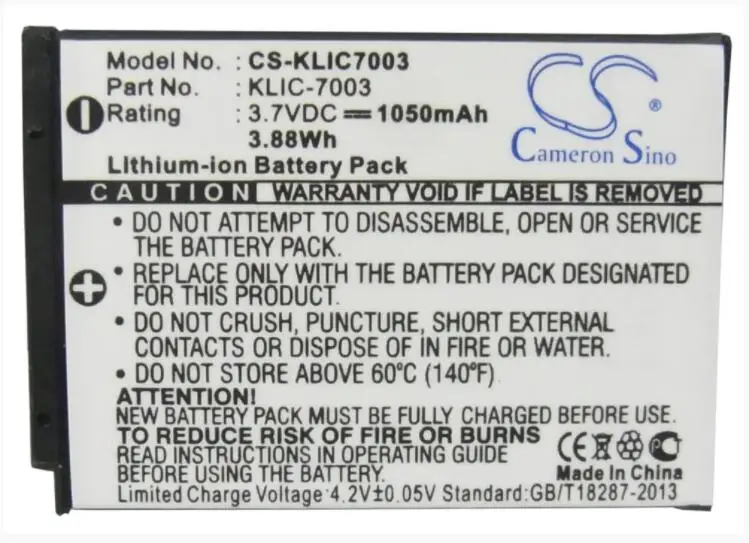 Model No. : CS-KLIC7003
Part No. : KLIC-7003
Rating : 3.7VDC ⎓ 1050mAh
3.88Wh
Lithium-ion Battery Pack
CS
®
Cameron Sino
CAUTION WARRANTY VOID IF LABEL IS REMOVED
• DO NOT ATTEMPT TO DISASSEMBLE, OPEN OR SERVICE
THE BATTERY PACK.
• REPLACE ONLY WITH THE BATTERY PACK DESIGNATED
FOR THIS PRODUCT.
• DO NOT CRUSH, PUNCTURE, SHORT EXTERNAL
CONTACTS OR DISPOSE IN FIRE OR WATER.
• DO NOT STORE ABOVE 60°C (140°F)
ATTENTION!
NEW BATTERY PACK MUST BE FULLY CHARGED BEFORE USE
TO REDUCE RISK OF FIRE OR BURNS
READ INSTRUCTIONS IN OPERATING GUIDE
BEFORE USING THE BATTERY.
CE
Made In China.
Limited Charge Voltage:4.2V±0.05V Standard:GB/T18287-2013